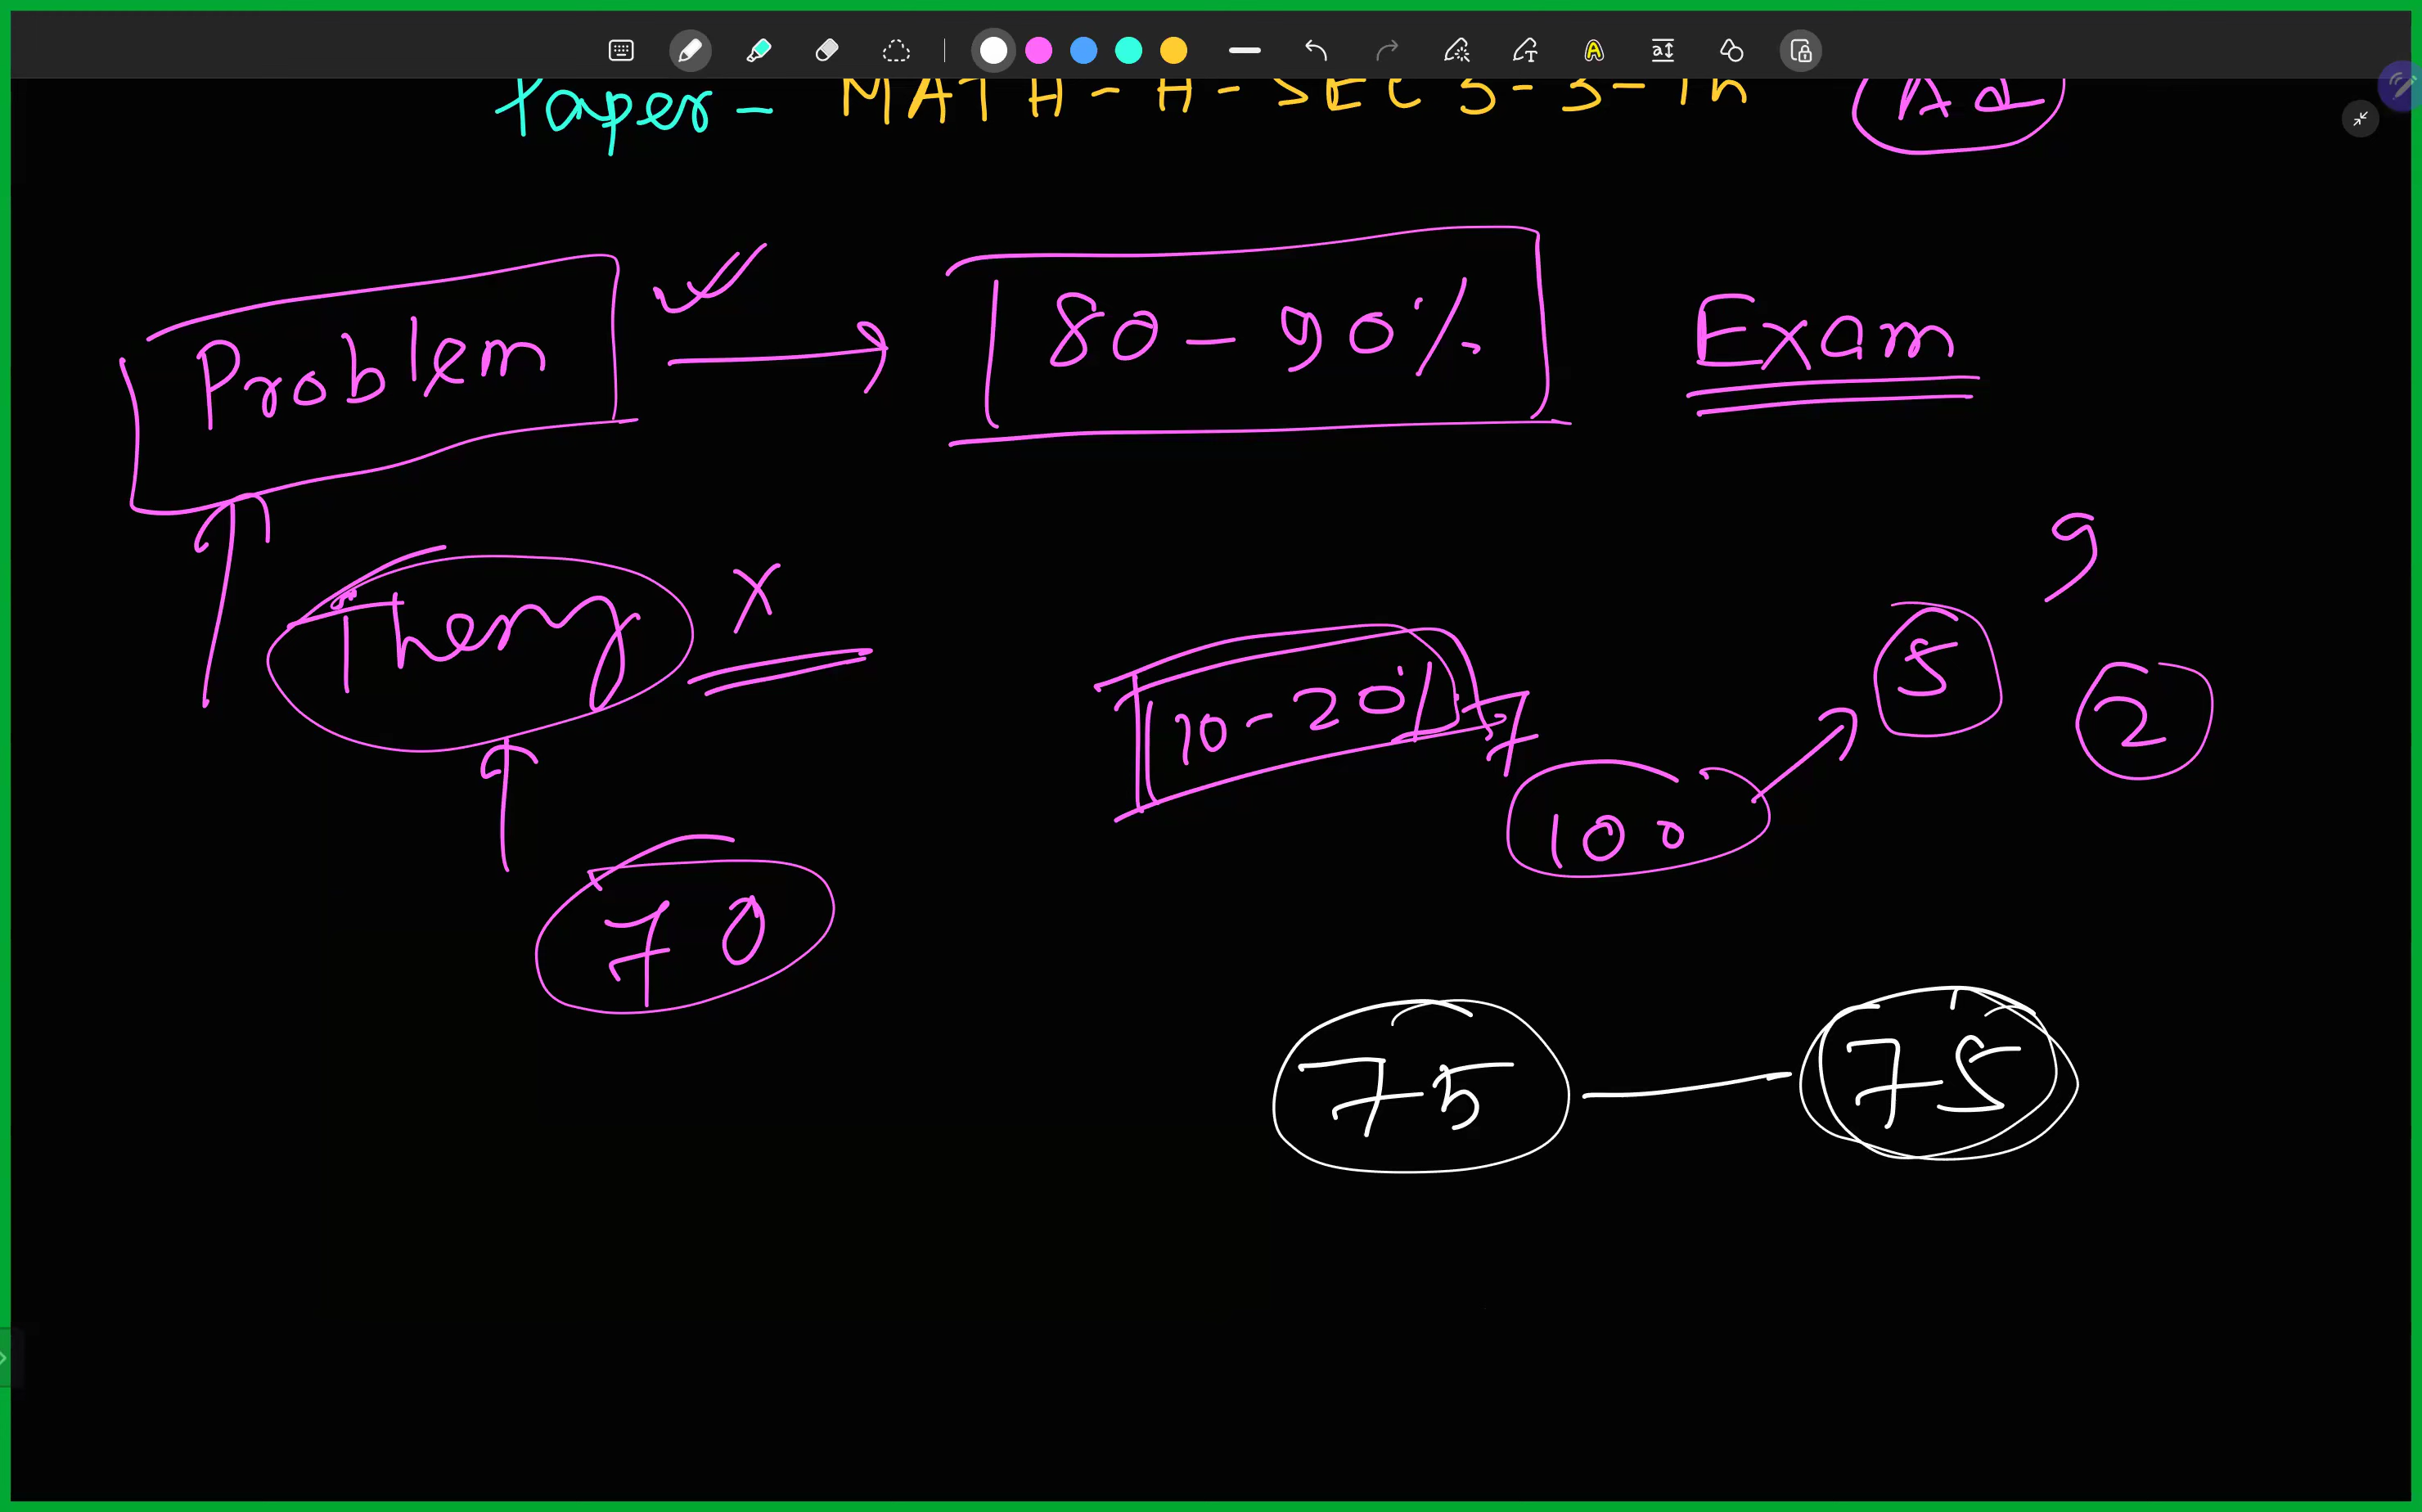 Paper - MATH - H - SEC 3 - 3 - Th
Problem → 80 - 90% Exam
Theory X
10 - 20%
5
2
100
70
75 — 75